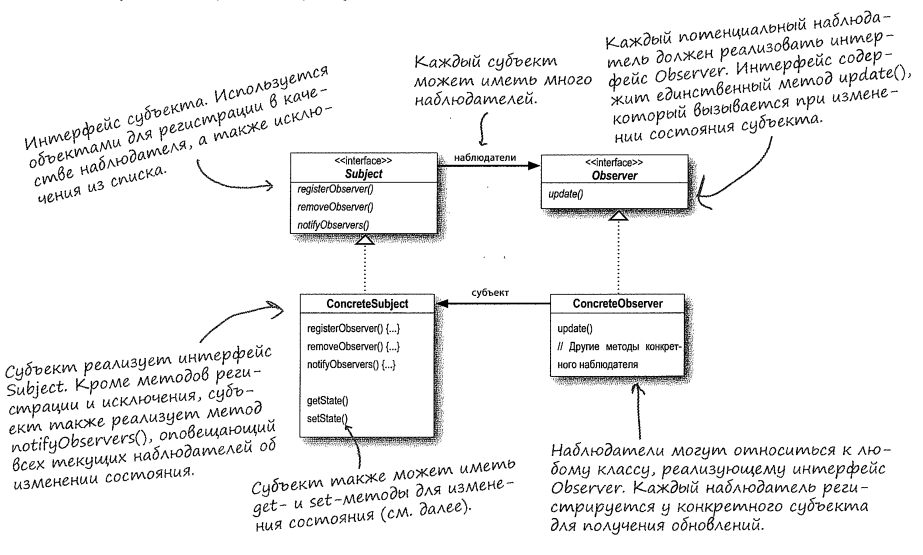 Интерфейс субъекта. Используется
объектами для регистрации в каче-
стве наблюдателя, а также исклю-
чения из списка.
Каждый субъект
может иметь много
наблюдателей.
Каждый потенциальный наблюда-
тель должен реализовать интер-
фейс Observer. Интерфейс содер-
жит единственный метод update(),
который вызывается при измене-
нии состояния субъекта.
<<interface>>
Subject
registerObserver()
removeObserver()
notifyObservers()
наблюдатели
<<interface>>
Observer
update()
ConcreteSubject
registerObserver() {...}
removeObserver() {...}
notifyObservers() {...}
getState()
setState()
субъект
ConcreteObserver
update()
// Другие методы конкрет-
ного наблюдателя
Субъект реализует интерфейс
Subject. Кроме методов реги-
страции и исключения, субъ-
ект также реализует метод
notifyObservers(), оповещающий
всех текущих наблюдателей об
изменении состояния.
Субъект также может иметь
get- и set-методы для измене-
ния состояния (см. далее).
Наблюдатели могут относиться к лю-
бому классу, реализующему интерфейс
Observer. Каждый наблюдатель реги-
стрируется у конкретного субъекта
для получения обновлений.